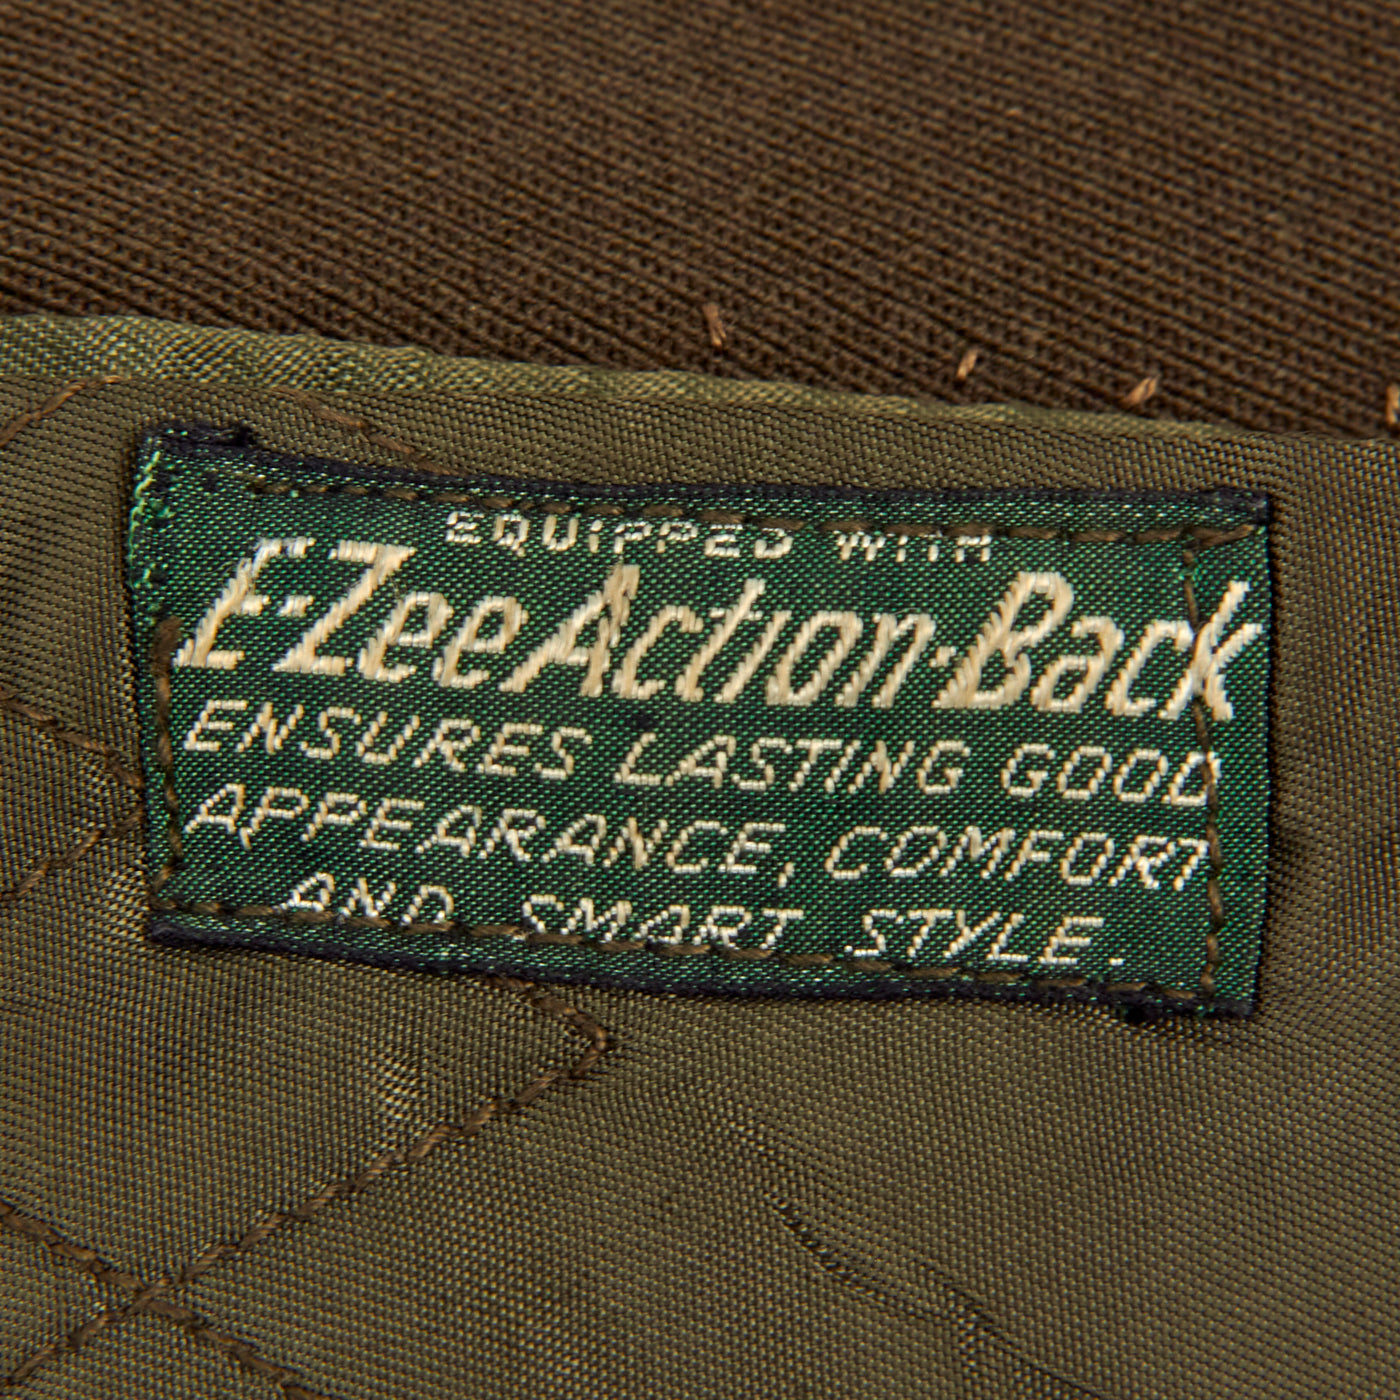 EQUIPPED WITH
E-Zee Action-Back
ENSURES LASTING GOOD
APPEARANCE, COMFORT
AND SMART STYLE.